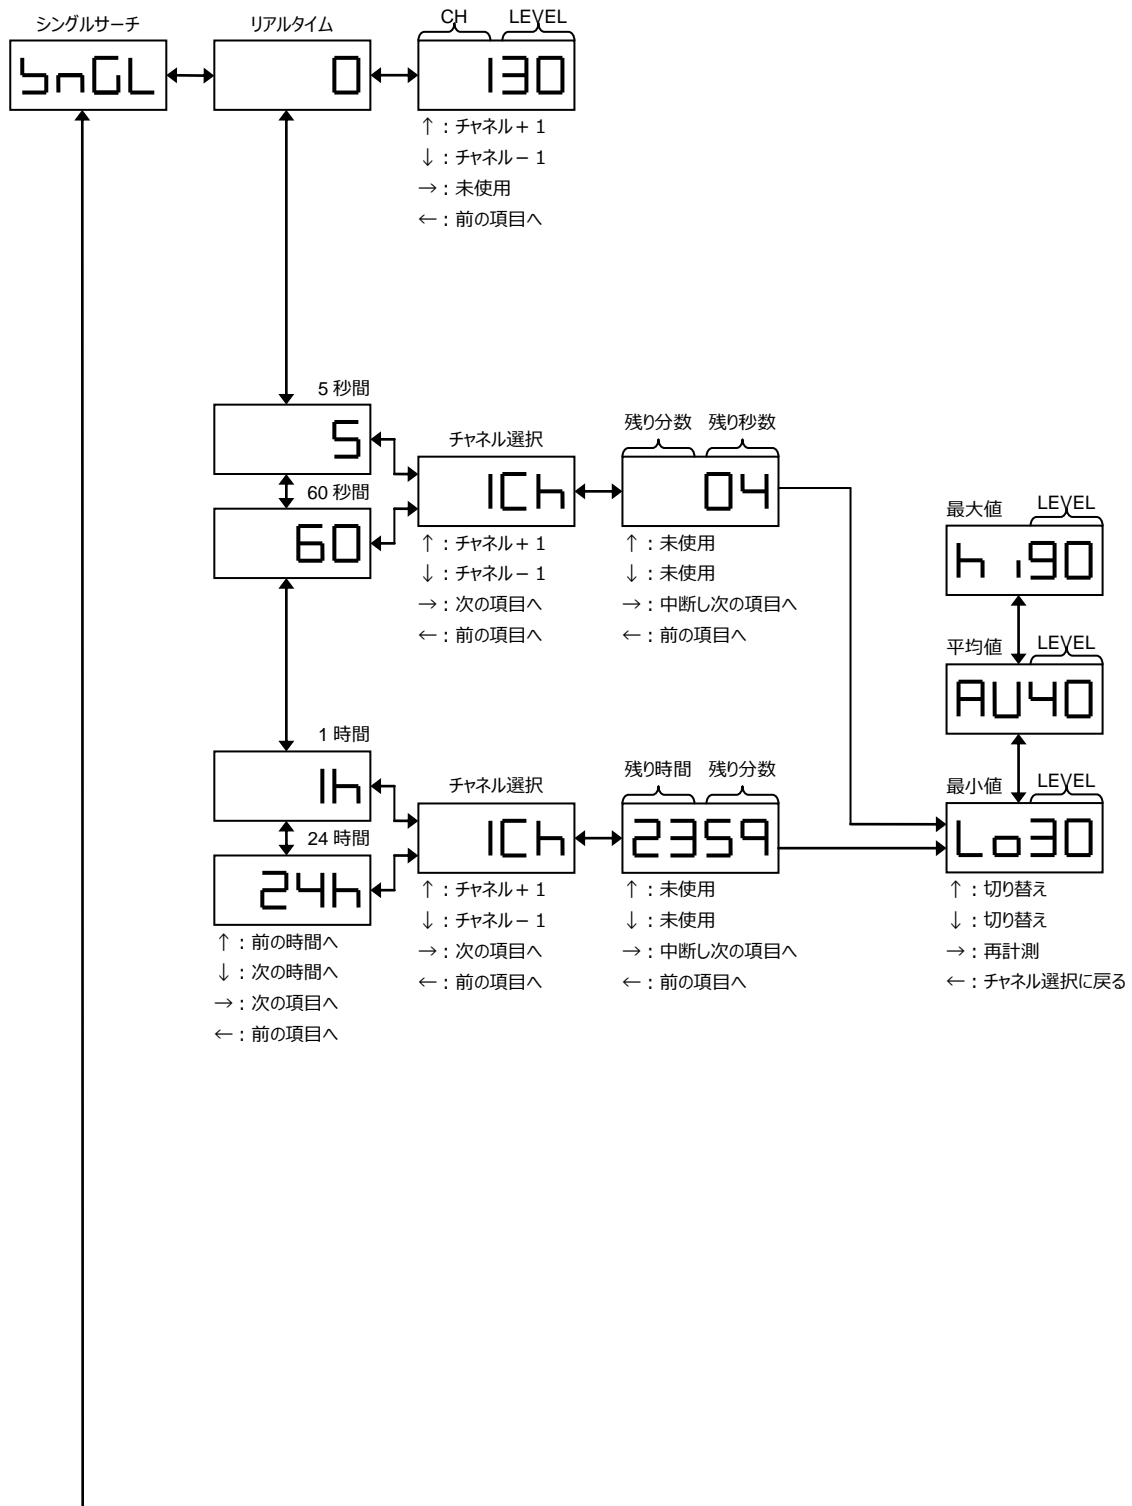 シングルサーチ
リアルタイム
CH LEVEL
SnGL
0
130
↑：チャネル＋１
↓：チャネル－１
→：未使用
←：前の項目へ
5 秒間
5
60 秒間
60
チャネル選択
1Ch
↑：チャネル＋１
↓：チャネル－１
→：次の項目へ
←：前の項目へ
残り分数 残り秒数
04
↑：未使用
↓：未使用
→：中断し次の項目へ
←：前の項目へ
最大値 LEVEL
hi90
平均値 LEVEL
AU40
最小値 LEVEL
Lo30
↑：切り替え
↓：切り替え
→：再計測
←：チャネル選択に戻る
1 時間
1h
24 時間
24h
↑：前の時間へ
↓：次の時間へ
→：次の項目へ
←：前の項目へ
チャネル選択
1Ch
↑：チャネル＋１
↓：チャネル－１
→：次の項目へ
←：前の項目へ
残り時間 残り分数
2359
↑：未使用
↓：未使用
→：中断し次の項目へ
←：前の項目へ